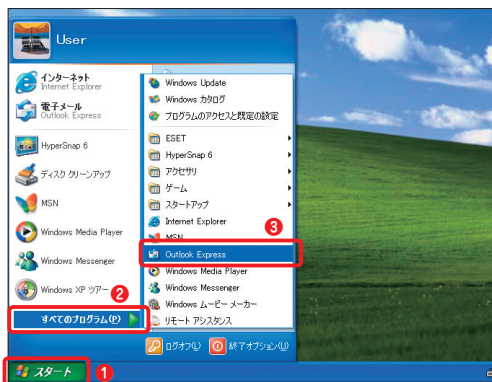 User
インターネット
Internet Explorer
電子メール
Outlook Express
HyperSnap 6
ディスク クリーンアップ
MSN
Windows Media Player
Windows Messenger
Windows XP ツアー
❷
すべてのプログラム(P)
Windows Update
Windows カタログ
プログラムのアクセスと既定の設定
ESET
HyperSnap 6
アクセサリ
ゲーム
スタートアップ
Internet Explorer
❸
MSN
Outlook Express
Windows Media Player
Windows Messenger
Windows ムービー メーカー
リモート アシスタンス
ログオフ(L)
終了オプション(U)
スタート
❶